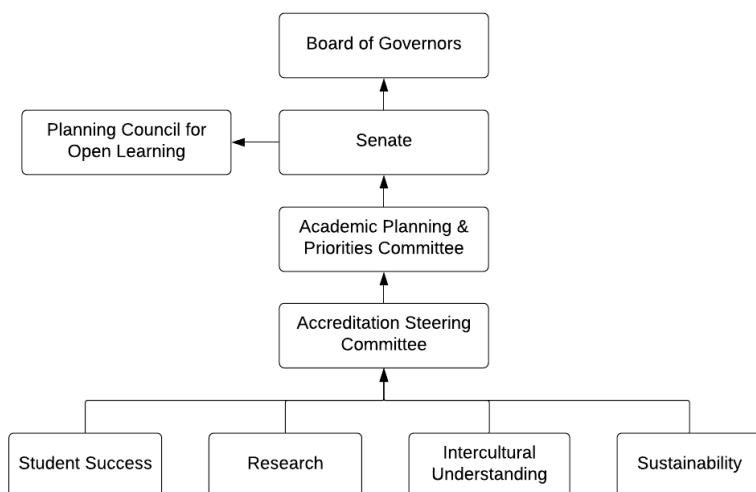 Board of Governors
Planning Council for
Open Learning
Senate
Academic Planning &
Priorities Committee
Accreditation Steering
Committee
Student Success
Research
Intercultural
Understanding
Sustainability